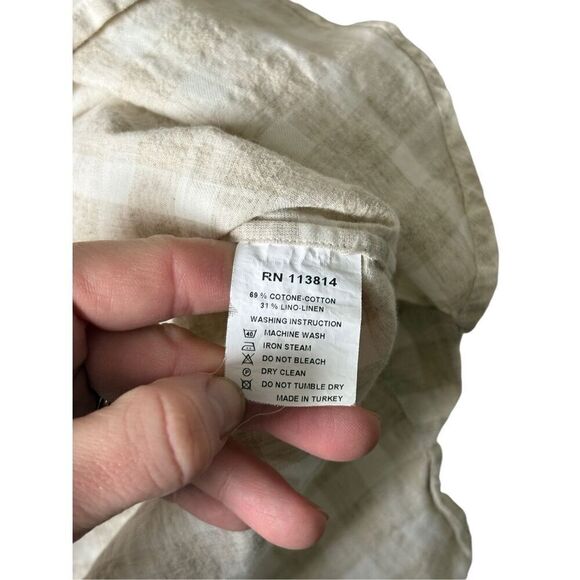 RN 113814
69 % COTONE-COTTON
31 % LINO-LINEN
WASHING INSTRUCTION
40 MACHINE WASH
IRON STEAM
DO NOT BLEACH
P DRY CLEAN
DO NOT TUMBLE DRY
MADE IN TURKEY